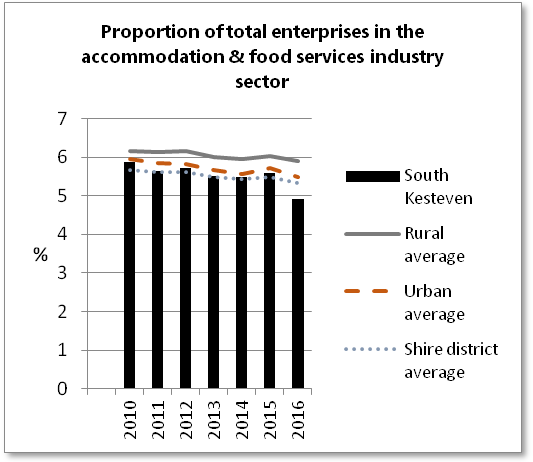 Proportion of total enterprises in the
accommodation & food services industry
sector
7
6
5
4
3
2
1
0
%
2010
2011
2012
2013
2014
2015
2016
South
Kesteven
Rural
average
Urban
average
Shire district
average